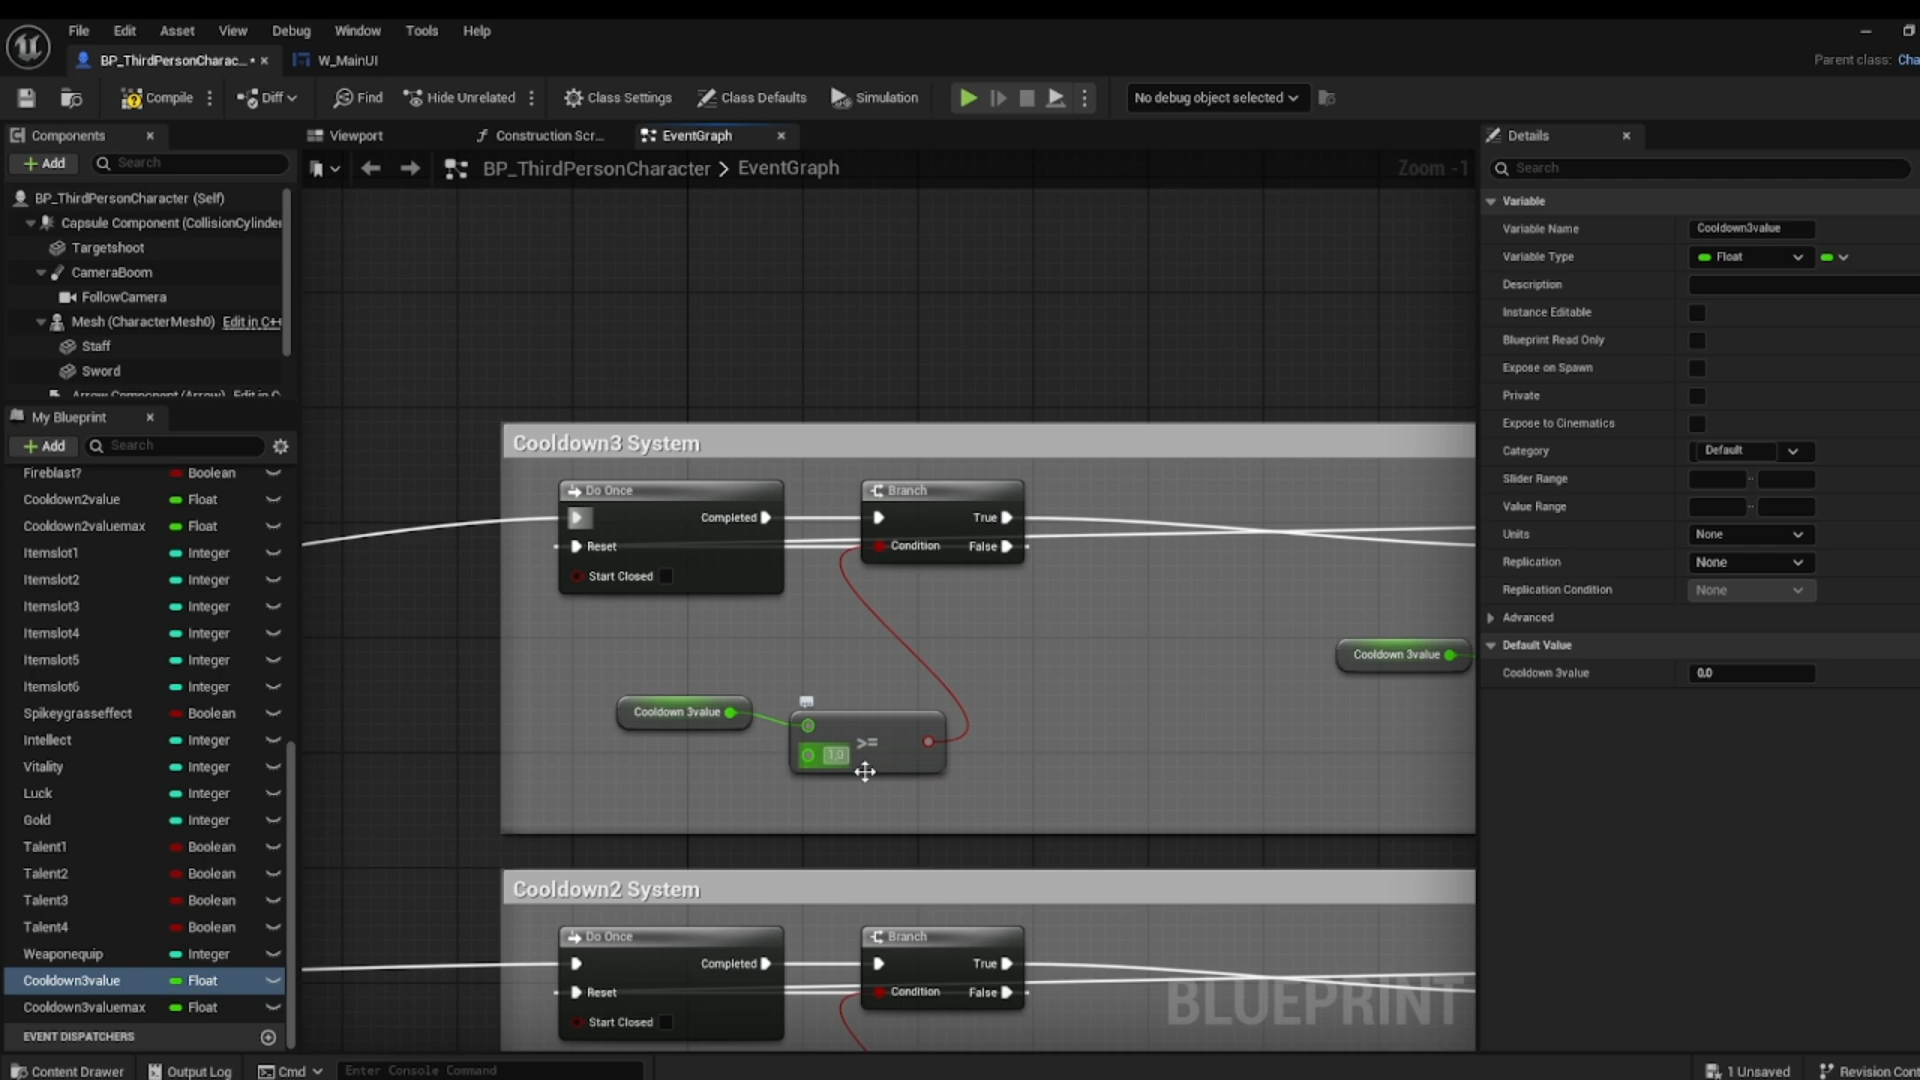 File Edit Asset View Debug Window Tools Help
BP_ThirdPersonCharac... • W_MainUI Parent class: Cha
Compile Diff Find Hide Unrelated Class Settings Class Defaults Simulation No debug object selected
Components Viewport Construction Scr... EventGraph Details
+ Add Search BP_ThirdPersonCharacter > EventGraph Zoom -1 Search
BP_ThirdPersonCharacter (Self)
Capsule Component (CollisionCylinder
Targetshoot
CameraBoom
FollowCamera
Mesh (CharacterMesh0) Edit in C++
Staff
Sword
Arrow Component (Arrow) Edit in C
My Blueprint
+ Add Search
Fireblast? Boolean
Cooldown2value Float
Cooldown2valuemax Float
Itemslot1 Integer
Itemslot2 Integer
Itemslot3 Integer
Itemslot4 Integer
Itemslot5 Integer
Itemslot6 Integer
Spikeygrasseffect Boolean
Intellect Integer
Vitality Integer
Luck Integer
Gold Integer
Talent1 Boolean
Talent2 Boolean
Talent3 Boolean
Talent4 Boolean
Weaponequip Integer
Cooldown3value Float
Cooldown3valuemax Float
EVENT DISPATCHERS
Cooldown3 System
Do Once
Completed
Reset
Start Closed
Branch
True
Condition False
Cooldown 3value
>=
1,0
Cooldown 3value
Cooldown2 System
Do Once
Completed
Reset
Start Closed
Branch
True
Condition False
BLUEPRINT
Variable
Variable Name Cooldown3value
Variable Type Float
Description
Instance Editable
Blueprint Read Only
Expose on Spawn
Private
Expose to Cinematics
Category Default
Slider Range
Value Range
Units None
Replication None
Replication Condition None
Advanced
Default Value
Cooldown 3value 0,0
Content Drawer Output Log Cmd Enter Console Command 1 Unsaved Revision Cont